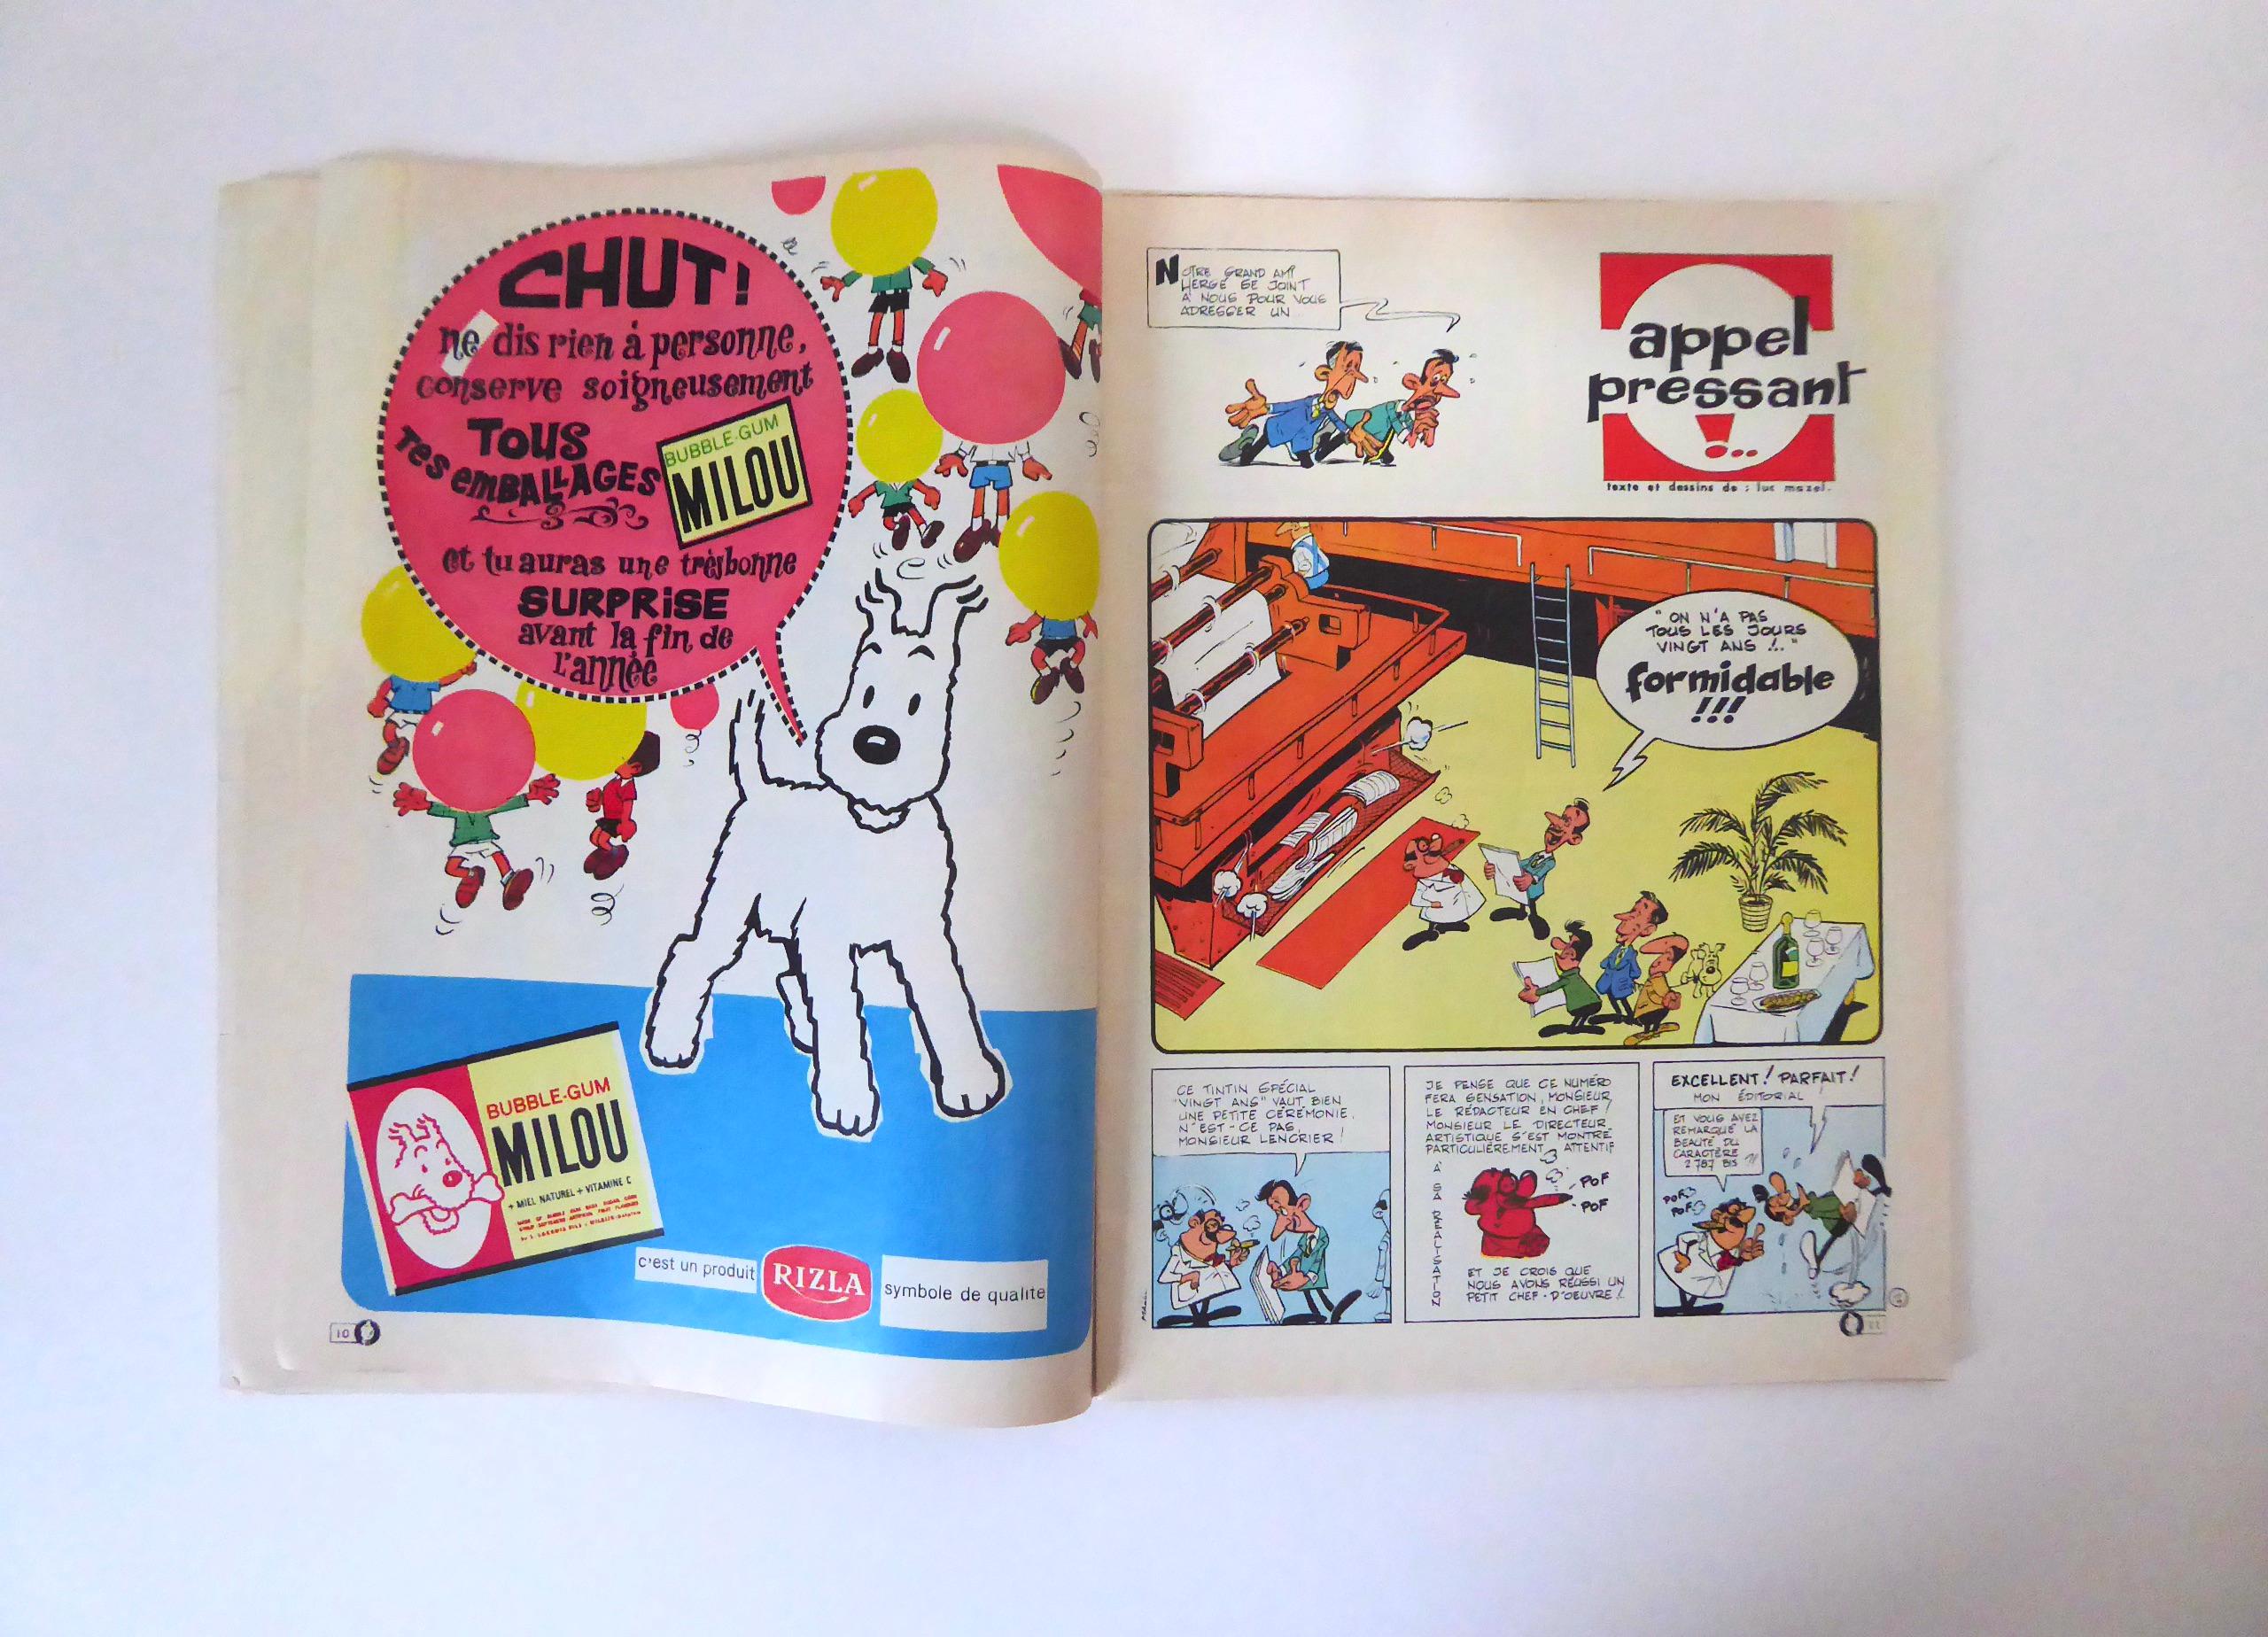 CHUT!
ne dis rien à personne,
conserve soigneusement
TOUS
Tes emBALLAGES
BUBBLE-GUM
MILOU
et tu auras une très bonne
SURPRiSE
avant la fin de
l'année
BUBBLE-GUM
MILOU
+ MIEL NATUREL + VITAMINE C
c'est un produit
RIZLA
symbole de qualité
10
NOTRE GRAND AMI
HERGÉ SE JOINT
À NOUS POUR VOUS
ADRESSER UN
appel
pressant
!..
texte et dessins de : luc mazel.
"ON N'A PAS
TOUS LES JOURS
VINGT ANS !.."
formidable
!!!
CE TINTIN SPÉCIAL
"VINGT ANS" VAUT BIEN
UNE PETITE CÉRÉMONIE,
N'EST-CE PAS,
MONSIEUR LENCRIER !
JE PENSE QUE CE NUMÉRO
FERA SENSATION, MONSIEUR
LE RÉDACTEUR EN CHEF !
MONSIEUR LE DIRECTEUR
ARTISTIQUE S'EST MONTRÉ
PARTICULIÈREMENT ATTENTIF
À
SA
RÉALISATION
POF
POF
ET JE CROIS QUE
NOUS AVONS RÉUSSI UN
PETIT CHEF-D'OEUVRE !
EXCELLENT ! PARFAIT !
MON ÉDITORIAL
ET VOUS AVEZ
REMARQUÉ LA
BEAUTÉ DU
CARACTÈRE
2787 BIS
POF
POF